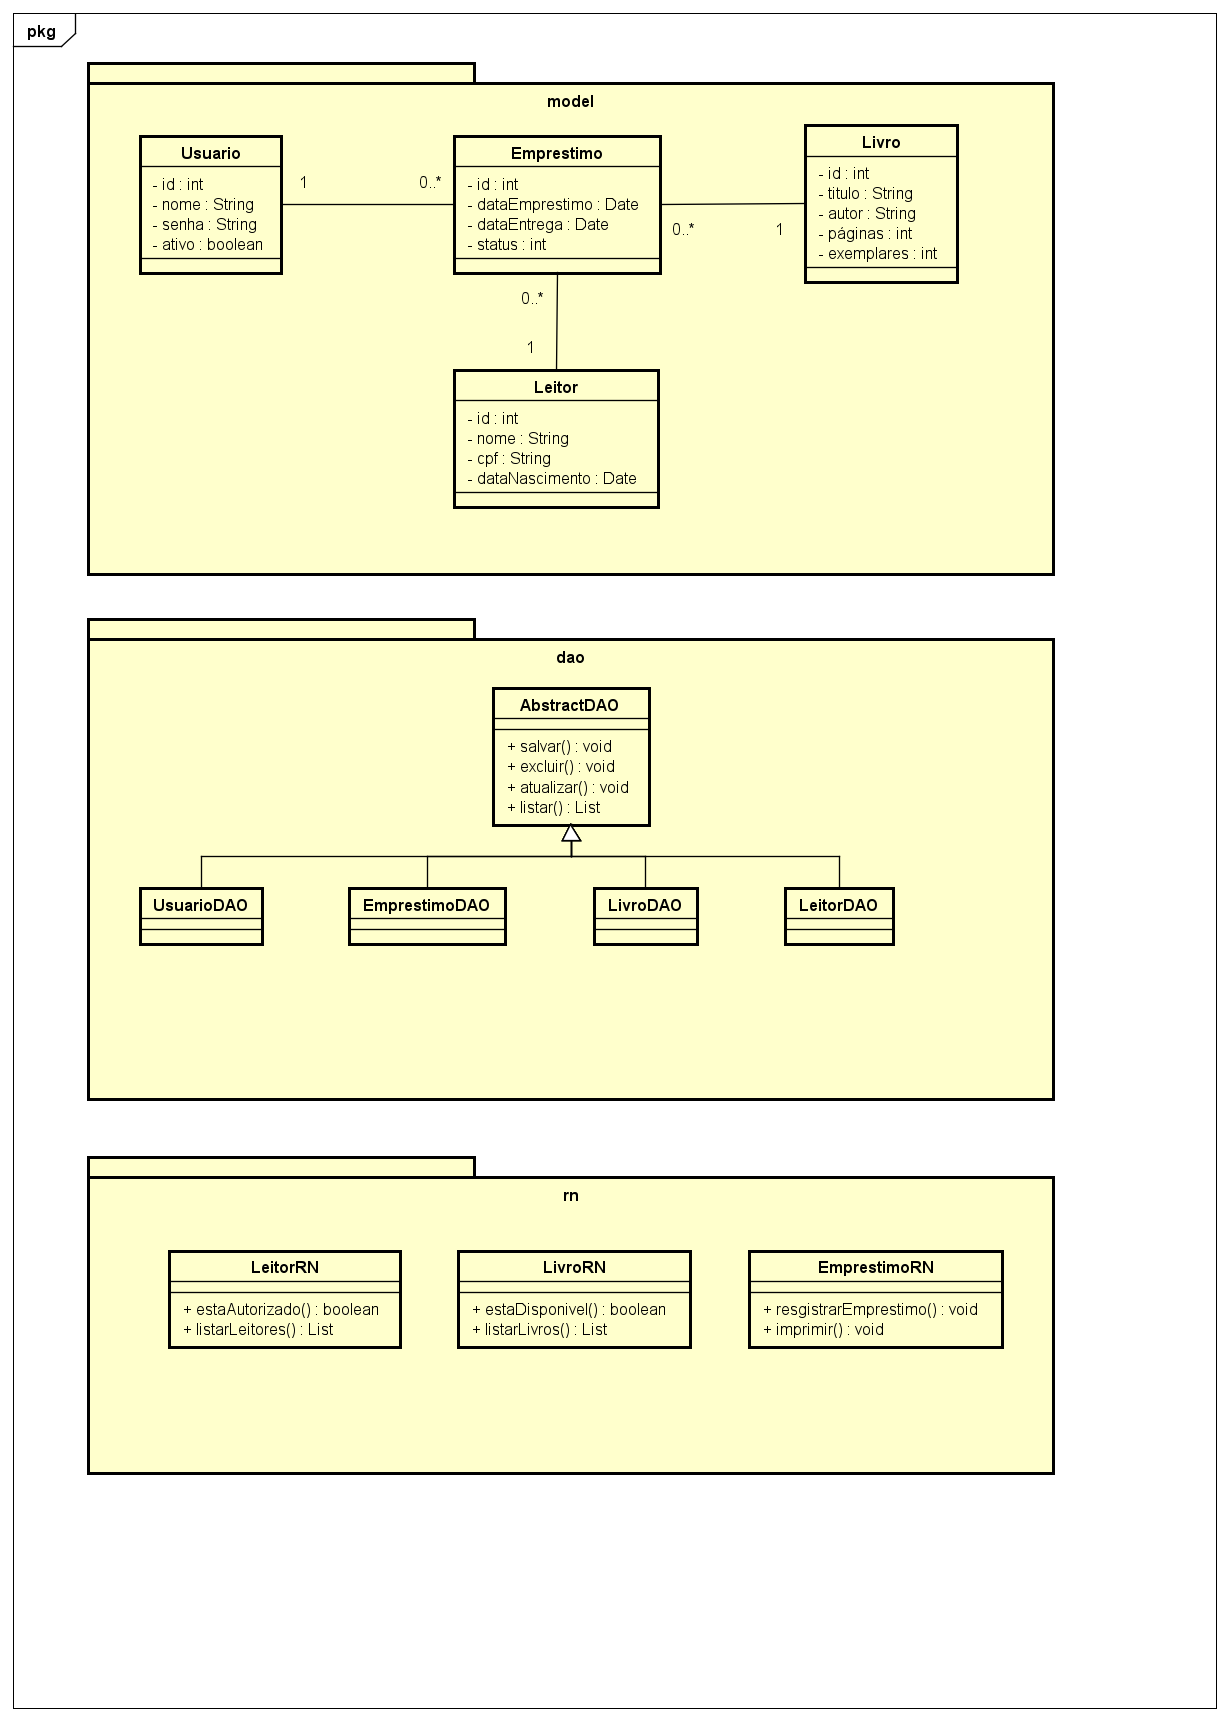 pkg
model
Usuario
- id : int
- nome : String
- senha : String
- ativo : boolean
1
0..*
Emprestimo
- id : int
- dataEmprestimo : Date
- dataEntrega : Date
- status : int
0..*
1
Livro
- id : int
- titulo : String
- autor : String
- páginas : int
- exemplares : int
0..*
1
Leitor
- id : int
- nome : String
- cpf : String
- dataNascimento : Date
dao
AbstractDAO
+ salvar() : void
+ excluir() : void
+ atualizar() : void
+ listar() : List
UsuarioDAO
EmprestimoDAO
LivroDAO
LeitorDAO
rn
LeitorRN
+ estaAutorizado() : boolean
+ listarLeitores() : List
LivroRN
+ estaDisponivel() : boolean
+ listarLivros() : List
EmprestimoRN
+ resgistrarEmprestimo() : void
+ imprimir() : void